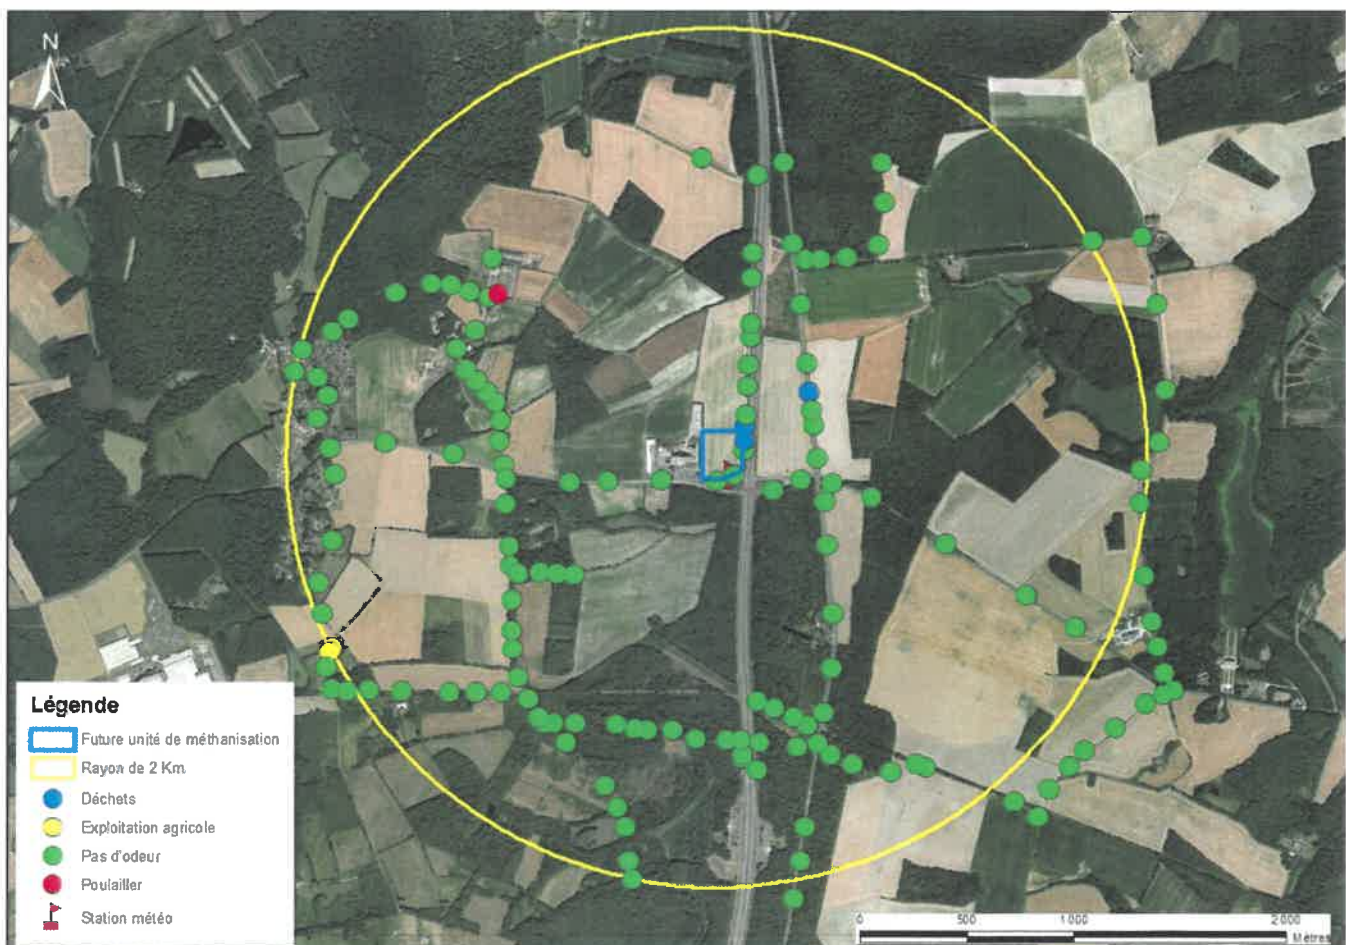 N
Légende
Future unité de méthanisation
Rayon de 2 Km
Déchets
Exploitation agricole
Pas d'odeur
Poulailler
Station météo
0 500 1 000 2 000
Mètres